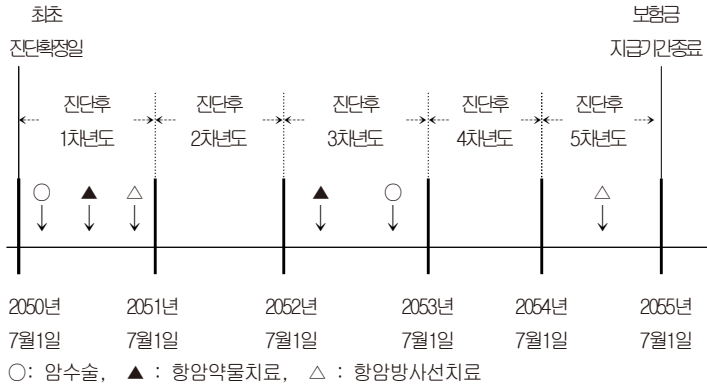 최초
진단확정일
보험금
지급기간종료
진단후
1차년도
진단후
2차년도
진단후
3차년도
진단후
4차년도
진단후
5차년도
○ ▲ △ ▲ ○ △
2050년
7월1일
2051년
7월1일
2052년
7월1일
2053년
7월1일
2054년
7월1일
2055년
7월1일
○: 암수술, ▲ : 항암약물치료, △ : 항암방사선치료